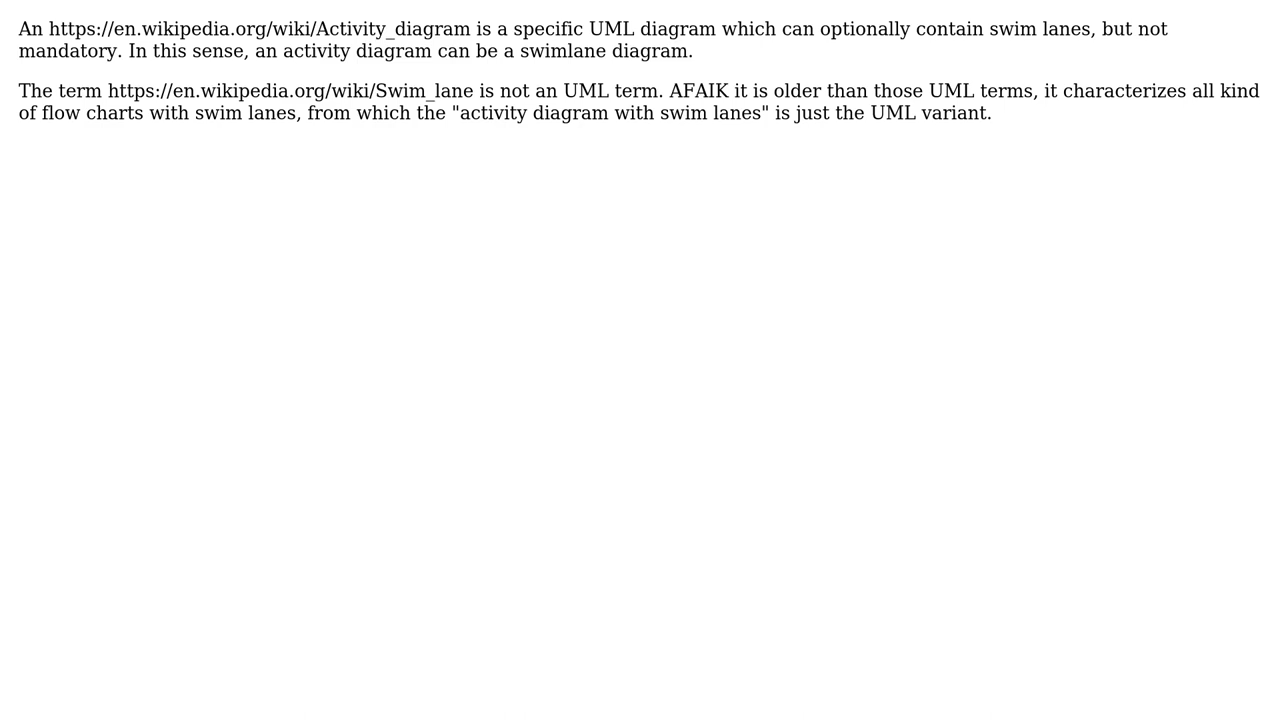 An https://en.wikipedia.org/wiki/Activity_diagram is a specific UML diagram which can optionally contain swim lanes, but not
mandatory. In this sense, an activity diagram can be a swimlane diagram.
The term https://en.wikipedia.org/wiki/Swim_lane is not an UML term. AFAIK it is older than those UML terms, it characterizes all kind
of flow charts with swim lanes, from which the "activity diagram with swim lanes" is just the UML variant.